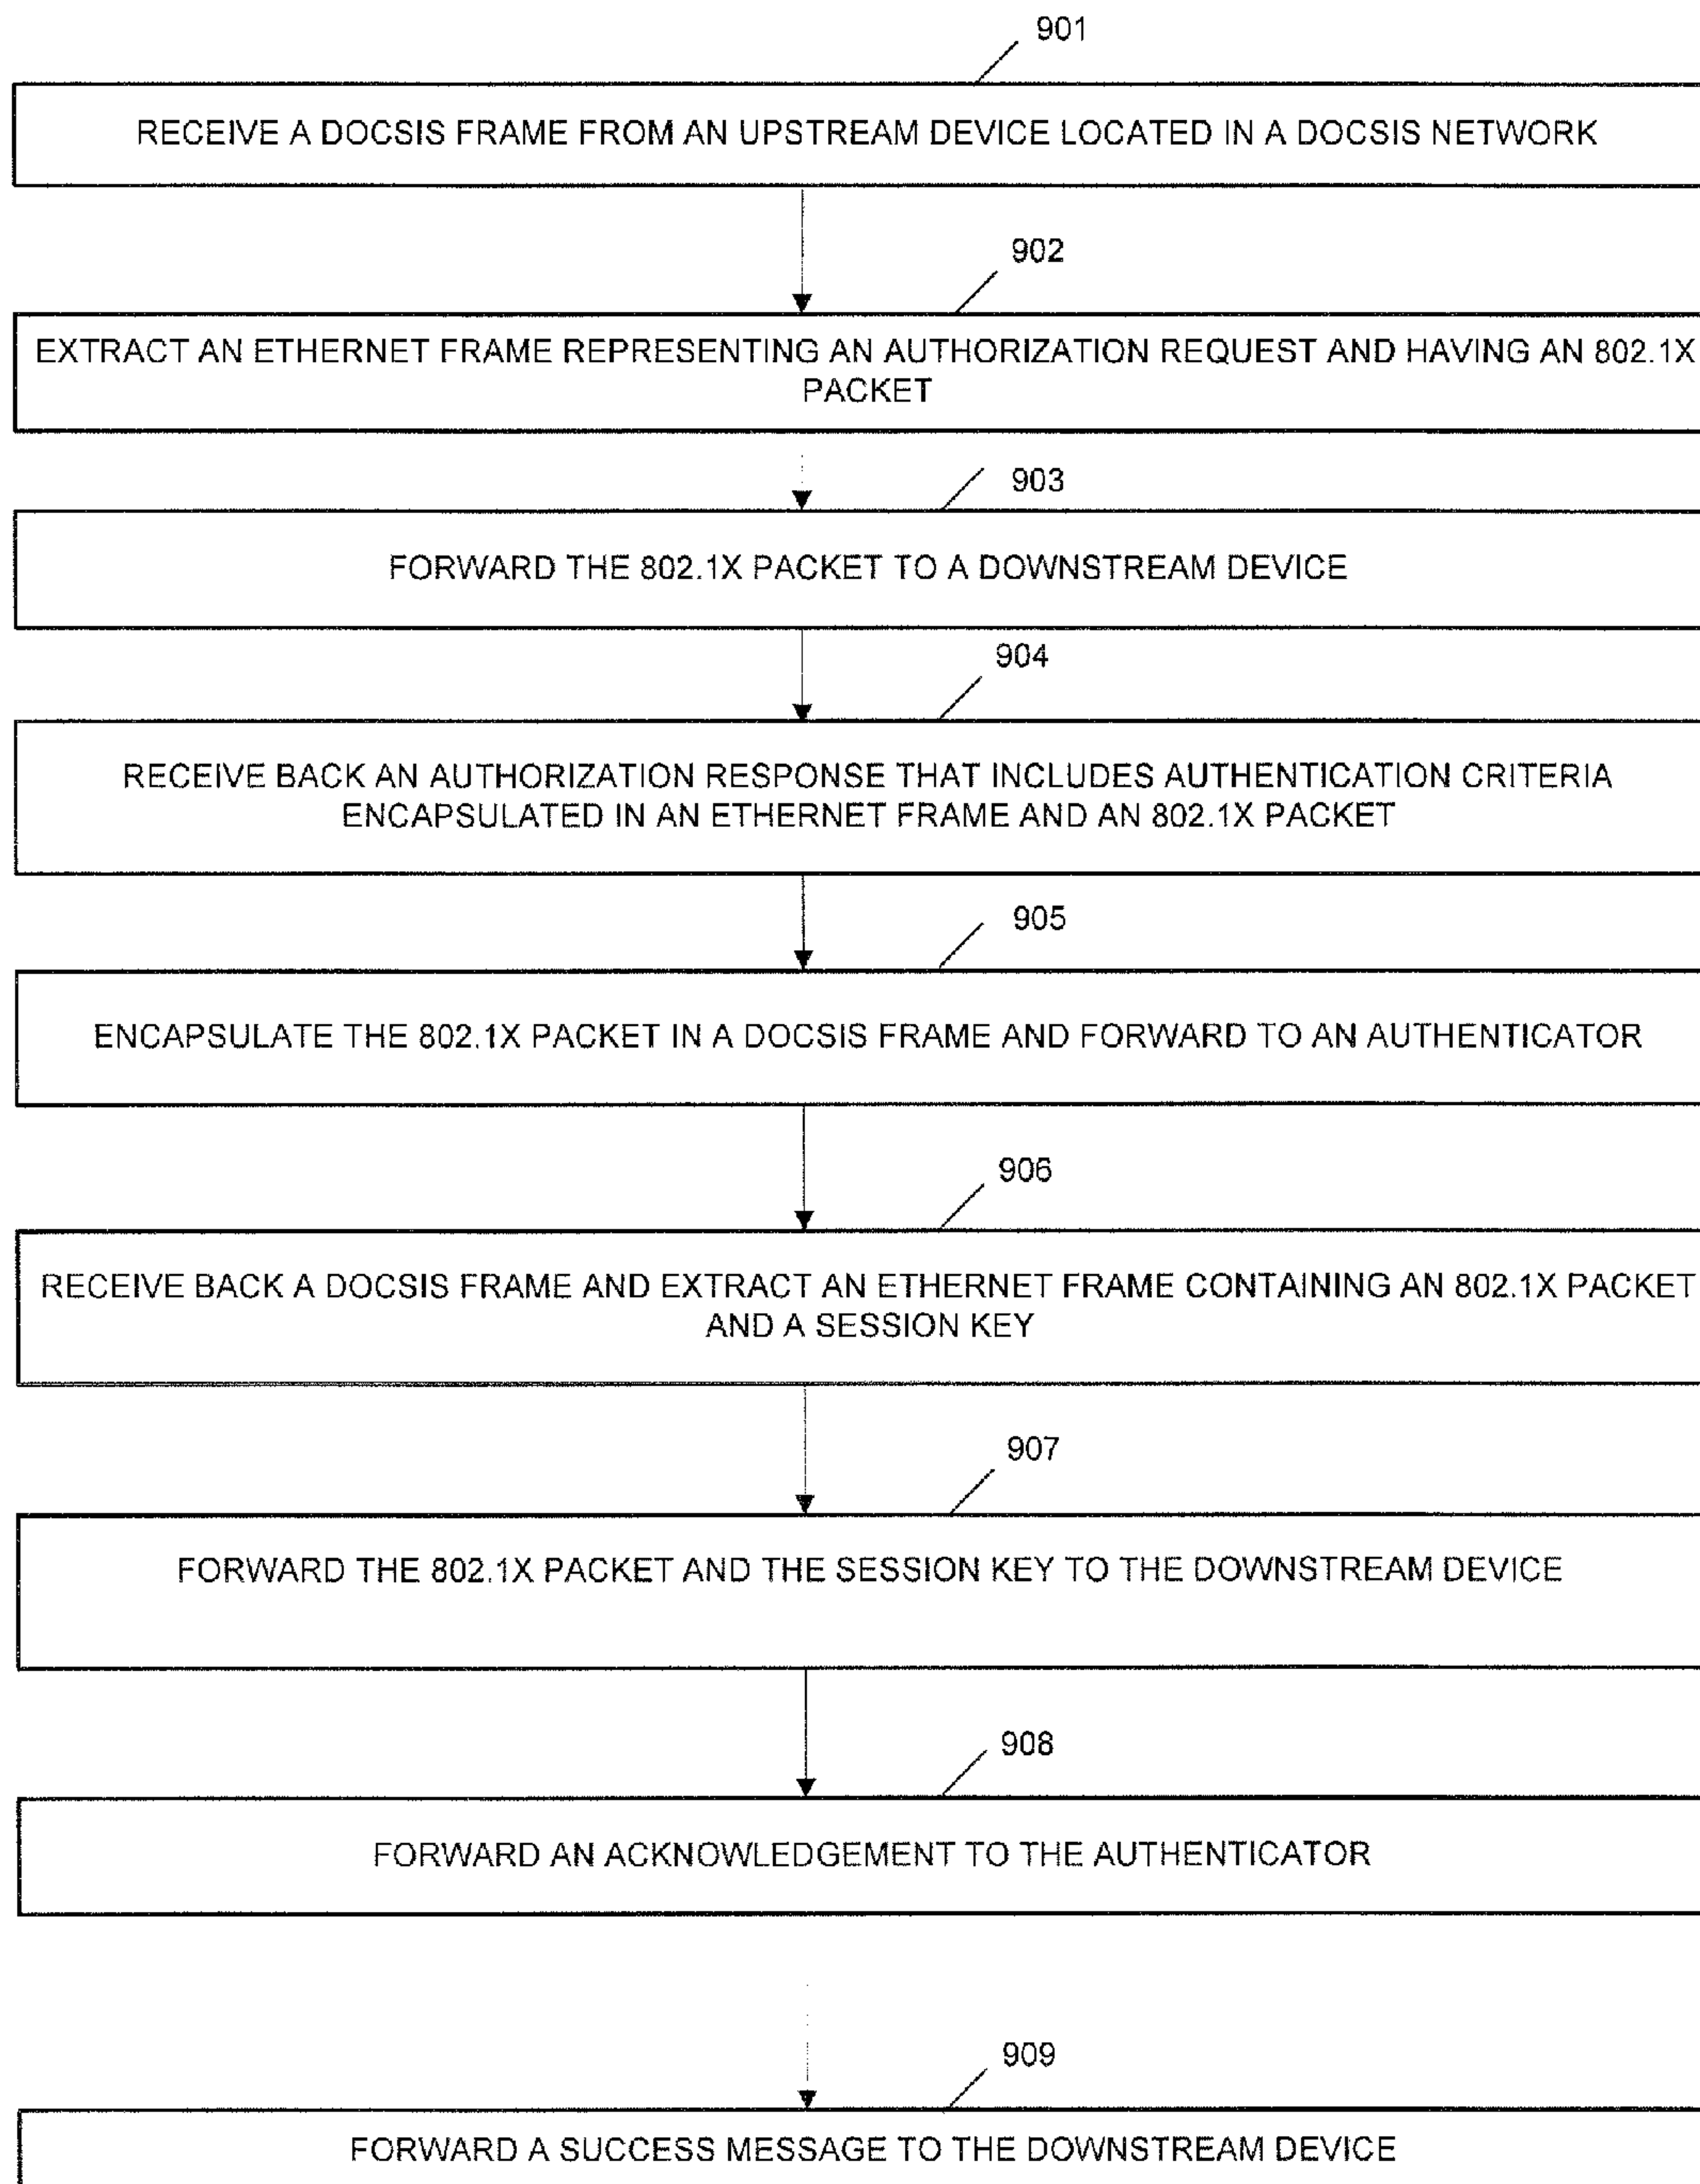 901
RECEIVE A DOCSIS FRAME FROM AN UPSTREAM DEVICE LOCATED IN A DOCSIS NETWORK
902
EXTRACT AN ETHERNET FRAME REPRESENTING AN AUTHORIZATION REQUEST AND HAVING AN 802.1X
PACKET
903
FORWARD THE 802.1X PACKET TO A DOWNSTREAM DEVICE
904
RECEIVE BACK AN AUTHORIZATION RESPONSE THAT INCLUDES AUTHENTICATION CRITERIA
ENCAPSULATED IN AN ETHERNET FRAME AND AN 802.1X PACKET
905
ENCAPSULATE THE 802.1X PACKET IN A DOCSIS FRAME AND FORWARD TO AN AUTHENTICATOR
906
RECEIVE BACK A DOCSIS FRAME AND EXTRACT AN ETHERNET FRAME CONTAINING AN 802.1X PACKET
AND A SESSION KEY
907
FORWARD THE 802.1X PACKET AND THE SESSION KEY TO THE DOWNSTREAM DEVICE
908
FORWARD AN ACKNOWLEDGEMENT TO THE AUTHENTICATOR
909
FORWARD A SUCCESS MESSAGE TO THE DOWNSTREAM DEVICE